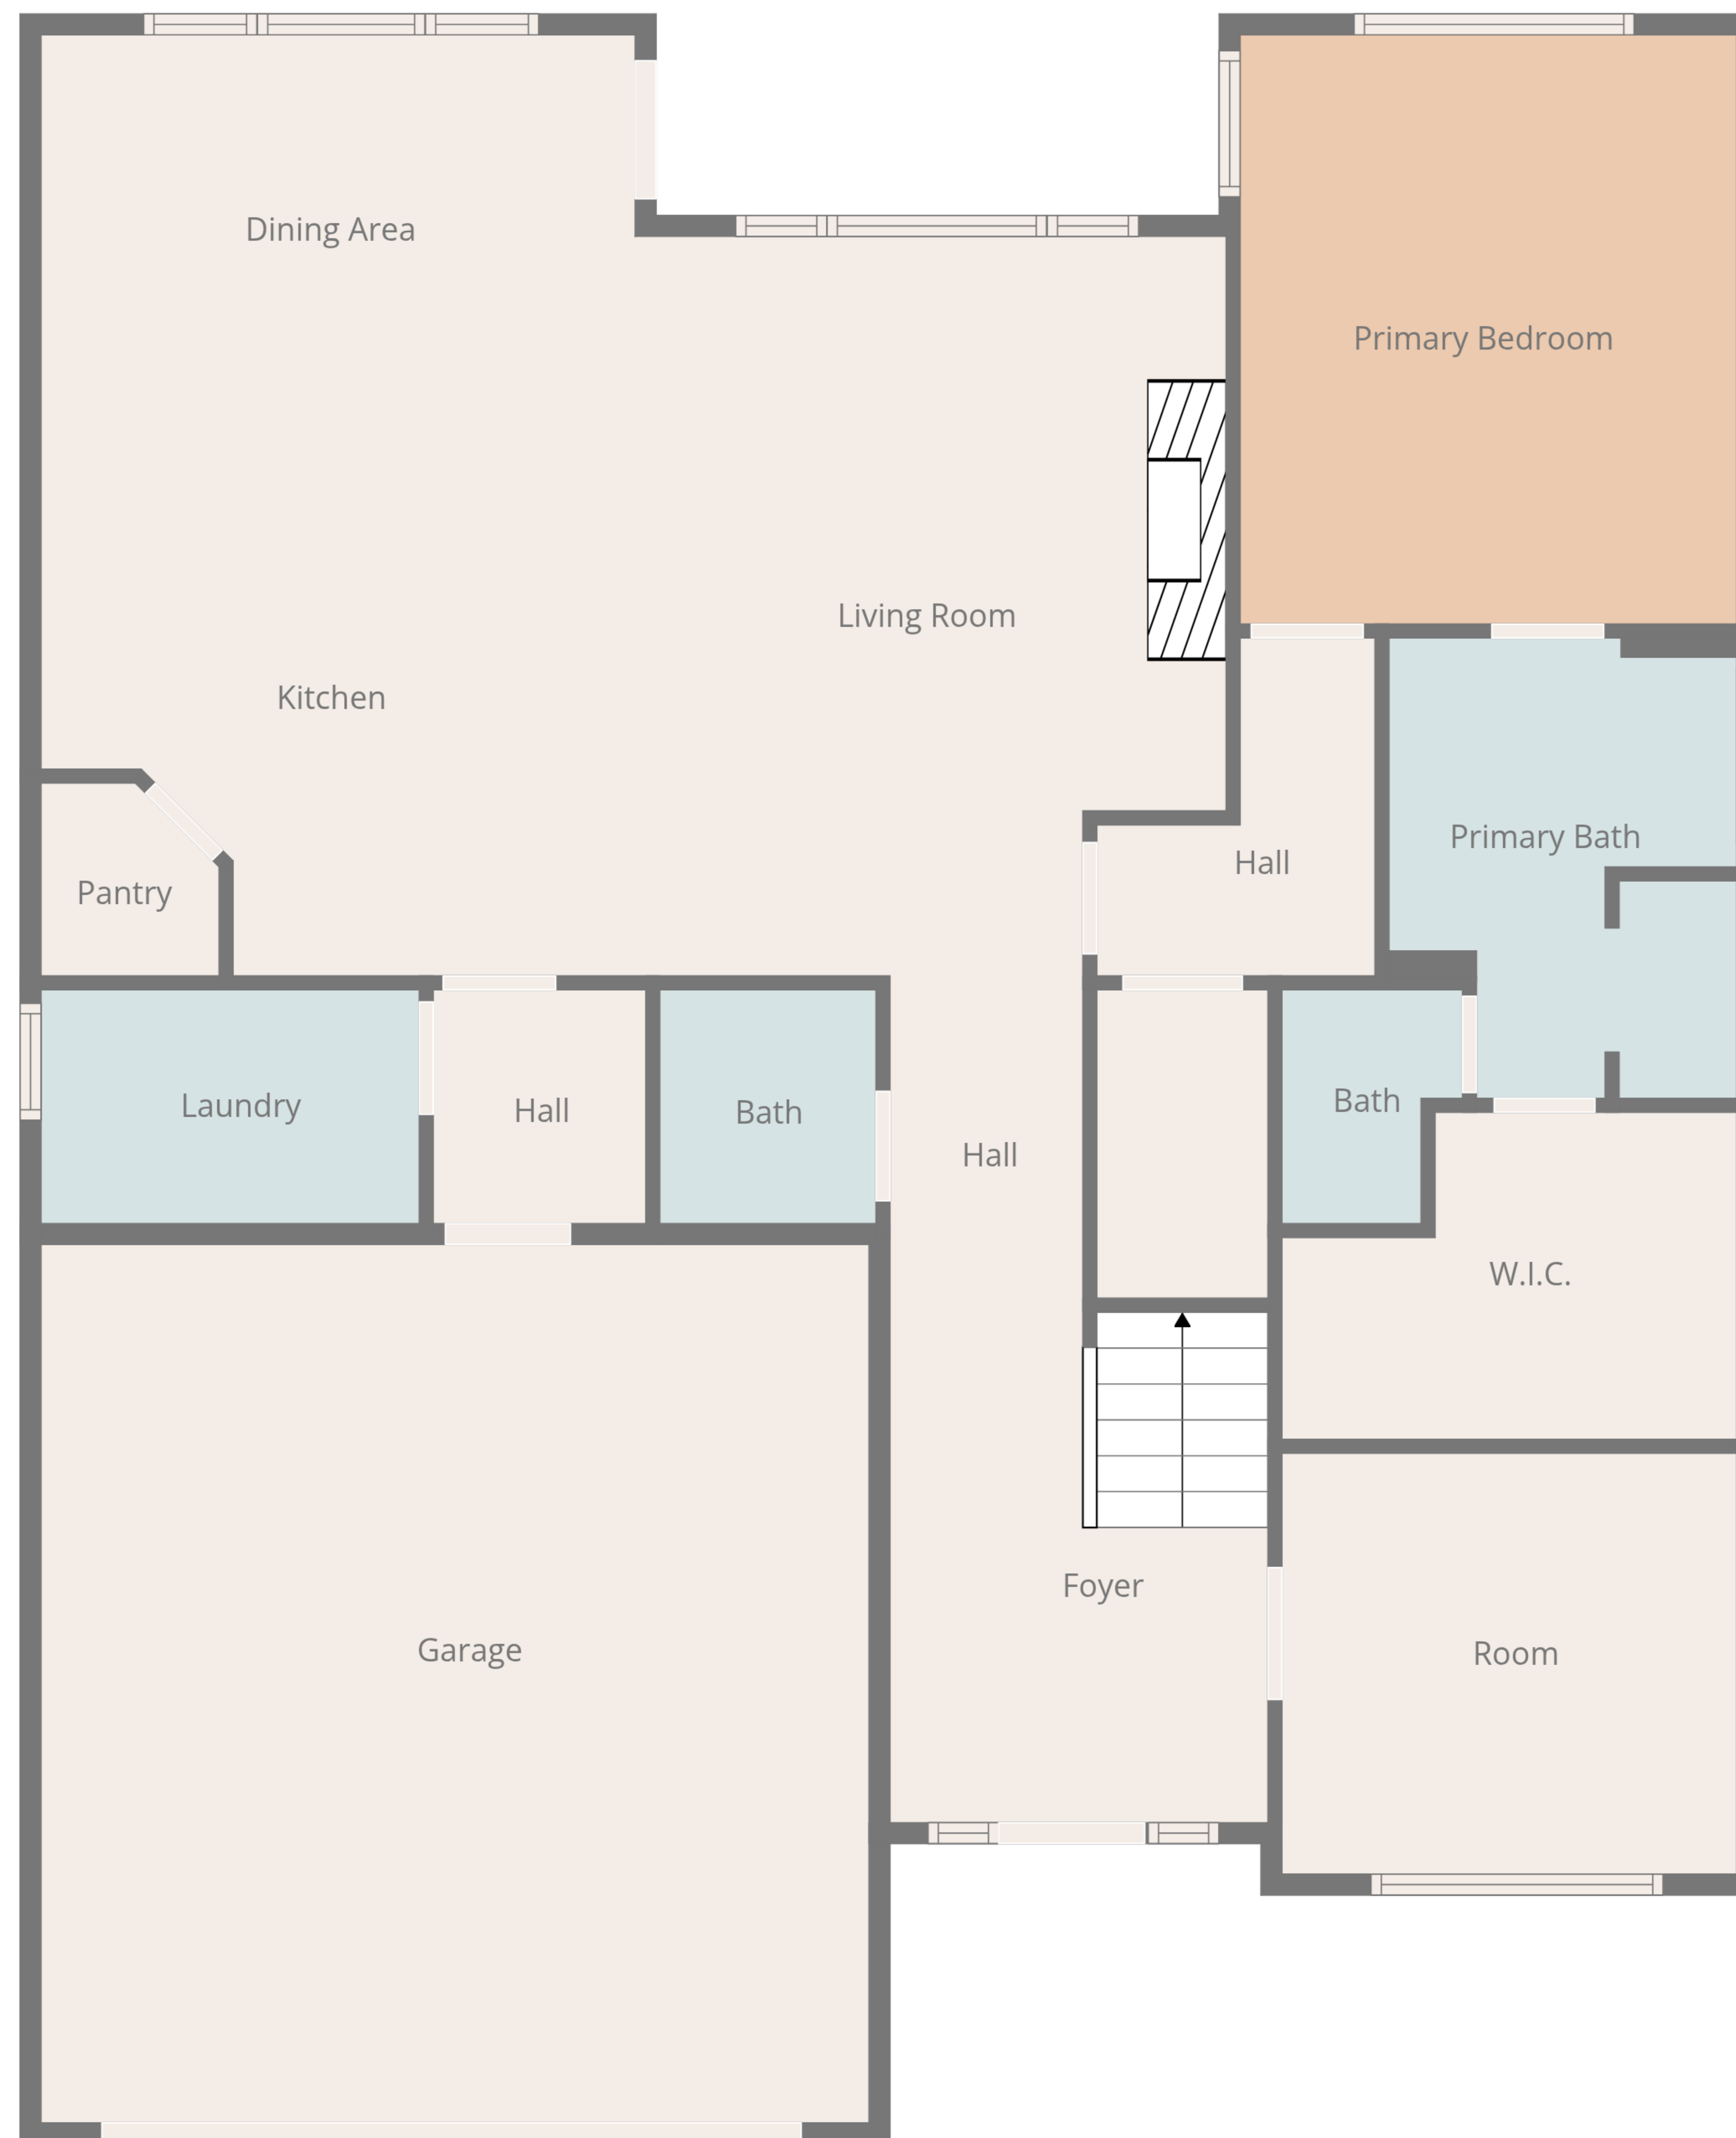 Dining Area
Primary Bedroom
Living Room
Kitchen
Primary Bath
Hall
Pantry
Laundry
Hall
Bath
Bath
Hall
W.I.C.
Foyer
Garage
Room